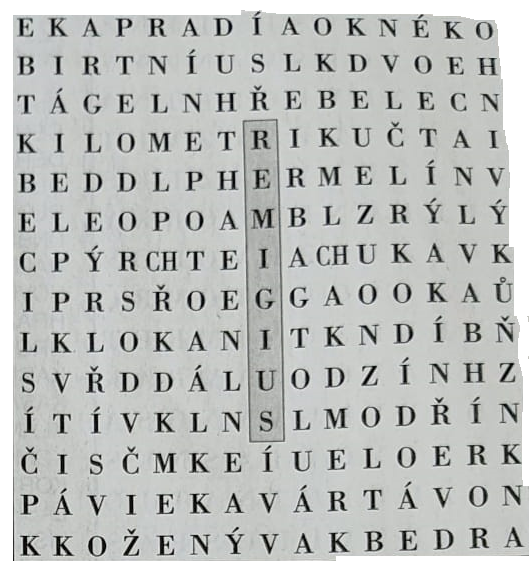 E K A P R A D Í A O K N É K O
B I R T N Í U S L K D V O E H
T Á G E L N H Ř E B E L E C N
K I L O M E T R I K U Č T A I
B E D D L P H E R M E L Í N V
E L E O P O A M B L Z R Ý L Ý
C P Ý R CH T E I A CH U K A V K
I P R S Ř O E G G A O O K A Ů
L K L O K A N I T K N D Í B Ň
S V Ř D D Á L U O D Z Í N H Z
Í T Í V K L N S L M O D Ř Í N
Č I S Č M K E Í U E L O E R K
P Á V I E K A V Á R T Á V O N
K K O Ž E N Ý V A K B E D R A